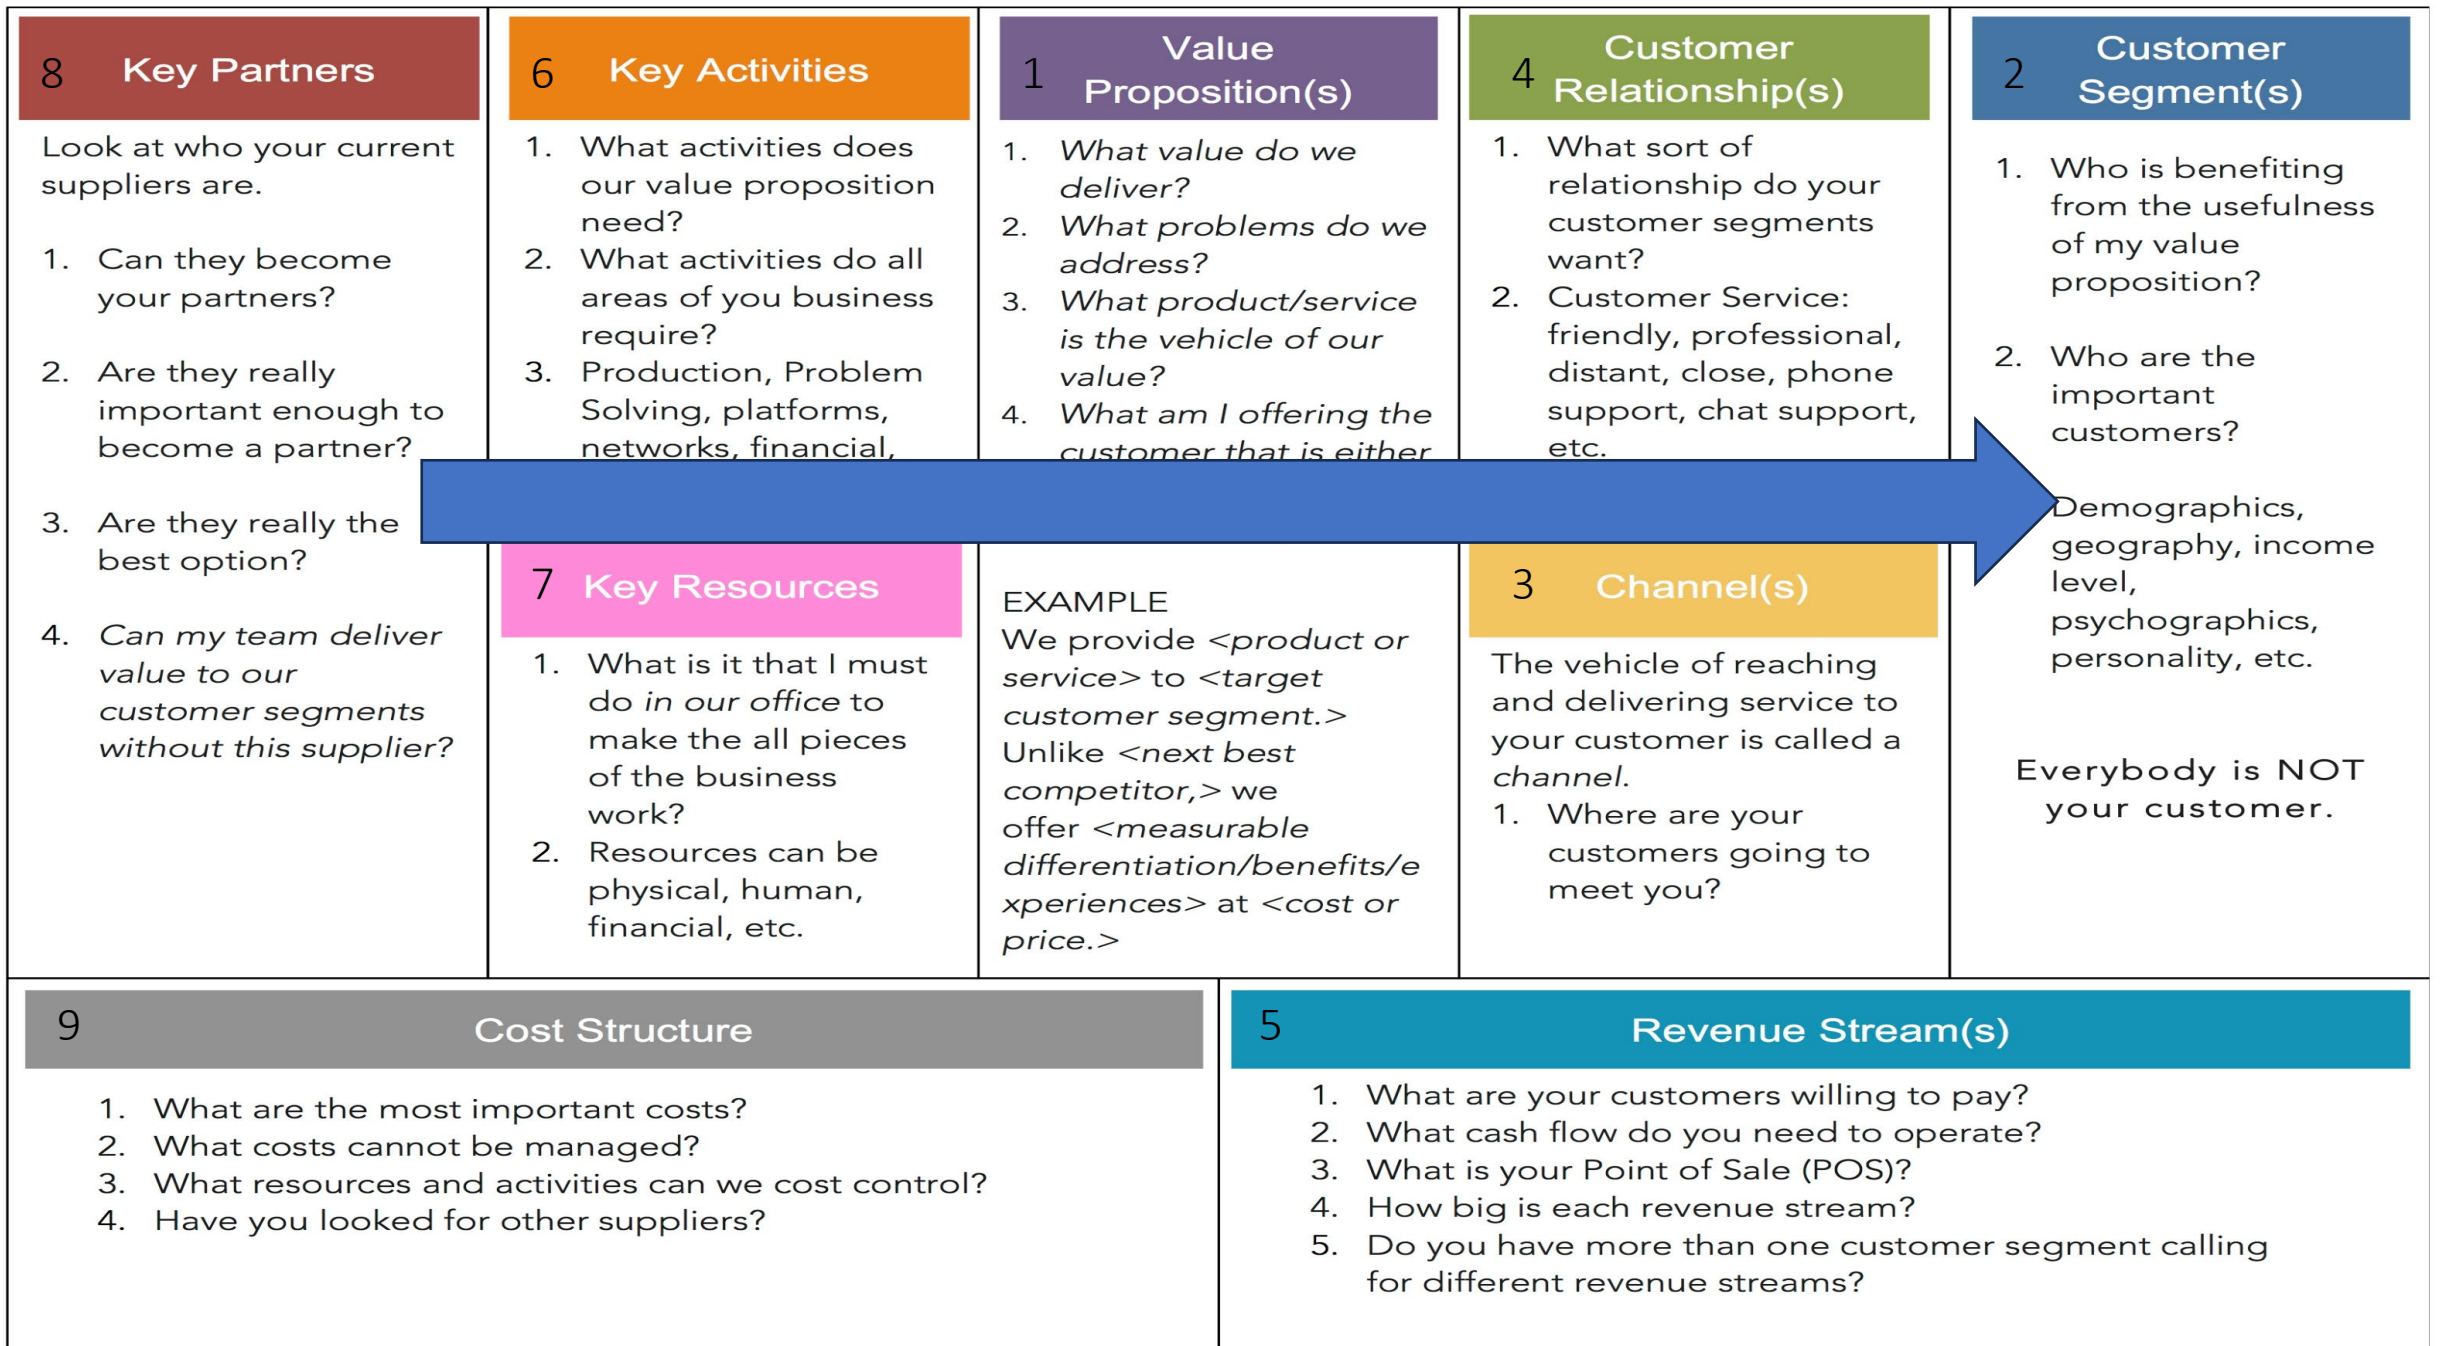 8 Key Partners
Look at who your current
suppliers are.
1. Can they become
your partners?
2. Are they really
important enough to
become a partner?
3. Are they really the
best option?
4. Can my team deliver
value to our
customer segments
without this supplier?
6 Key Activities
1. What activities does
our value proposition
need?
2. What activities do all
areas of you business
require?
3. Production, Problem
Solving, platforms,
networks, financial,
7 Key Resources
1. What is it that I must
do in our office to
make the all pieces
of the business
work?
2. Resources can be
physical, human,
financial, etc.
1 Value
Proposition(s)
1. What value do we
deliver?
2. What problems do we
address?
3. What product/service
is the vehicle of our
value?
4. What am I offering the
customer that is either
EXAMPLE
We provide <product or
service> to <target
customer segment.>
Unlike <next best
competitor,> we
offer <measurable
differentiation/benefits/e
xperiences> at <cost or
price.>
4 Customer
Relationship(s)
1. What sort of
relationship do your
customer segments
want?
2. Customer Service:
friendly, professional,
distant, close, phone
support, chat support,
etc.
3 Channel(s)
The vehicle of reaching
and delivering service to
your customer is called a
channel.
1. Where are your
customers going to
meet you?
2 Customer
Segment(s)
1. Who is benefiting
from the usefulness
of my value
proposition?
2. Who are the
important
customers?
Demographics,
geography, income
level,
psychographics,
personality, etc.
Everybody is NOT
your customer.
9 Cost Structure
1. What are the most important costs?
2. What costs cannot be managed?
3. What resources and activities can we cost control?
4. Have you looked for other suppliers?
5 Revenue Stream(s)
1. What are your customers willing to pay?
2. What cash flow do you need to operate?
3. What is your Point of Sale (POS)?
4. How big is each revenue stream?
5. Do you have more than one customer segment calling
for different revenue streams?